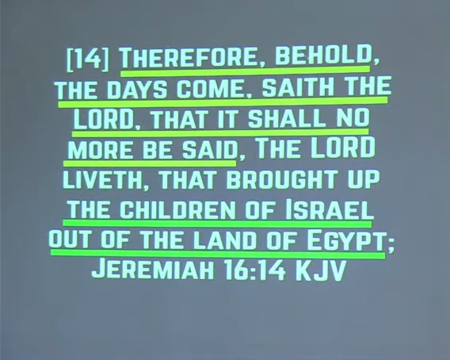 [14] THEREFORE, BEHOLD,
THE DAYS COME, SAITH THE
LORD, THAT IT SHALL NO
MORE BE SAID, THE LORD
LIVETH, THAT BROUGHT UP
THE CHILDREN OF ISRAEL
OUT OF THE LAND OF EGYPT;
JEREMIAH 16:14 KJV